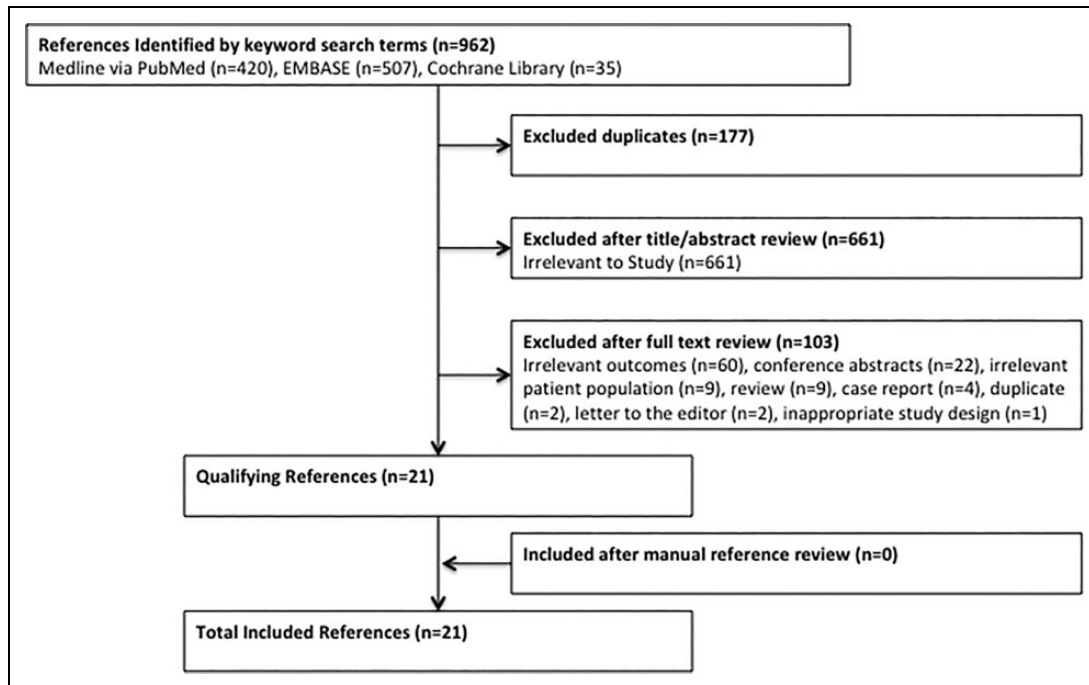 References Identified by keyword search terms (n=962)
Medline via PubMed (n=420), EMBASE (n=507), Cochrane Library (n=35)
Excluded duplicates (n=177)
Excluded after title/abstract review (n=661)
Irrelevant to Study (n=661)
Excluded after full text review (n=103)
Irrelevant outcomes (n=60), conference abstracts (n=22), irrelevant
patient population (n=9), review (n=9), case report (n=4), duplicate
(n=2), letter to the editor (n=2), inappropriate study design (n=1)
Qualifying References (n=21)
Included after manual reference review (n=0)
Total Included References (n=21)